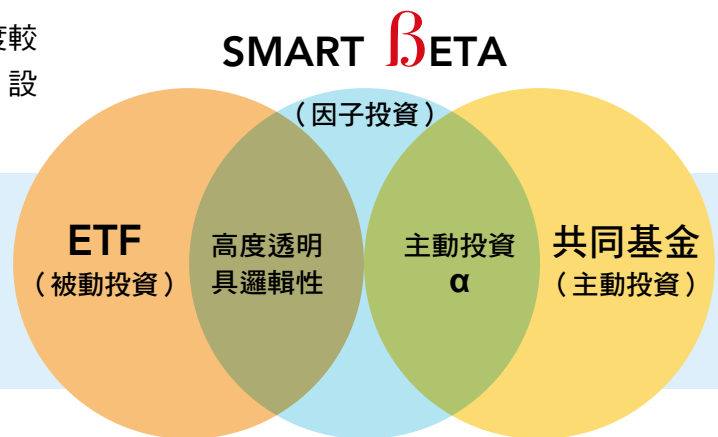 度較
設
SMART BETA
（因子投資）
ETF
（被動投資）
高度透明
具邏輯性
主動投資
α
共同基金
（主動投資）